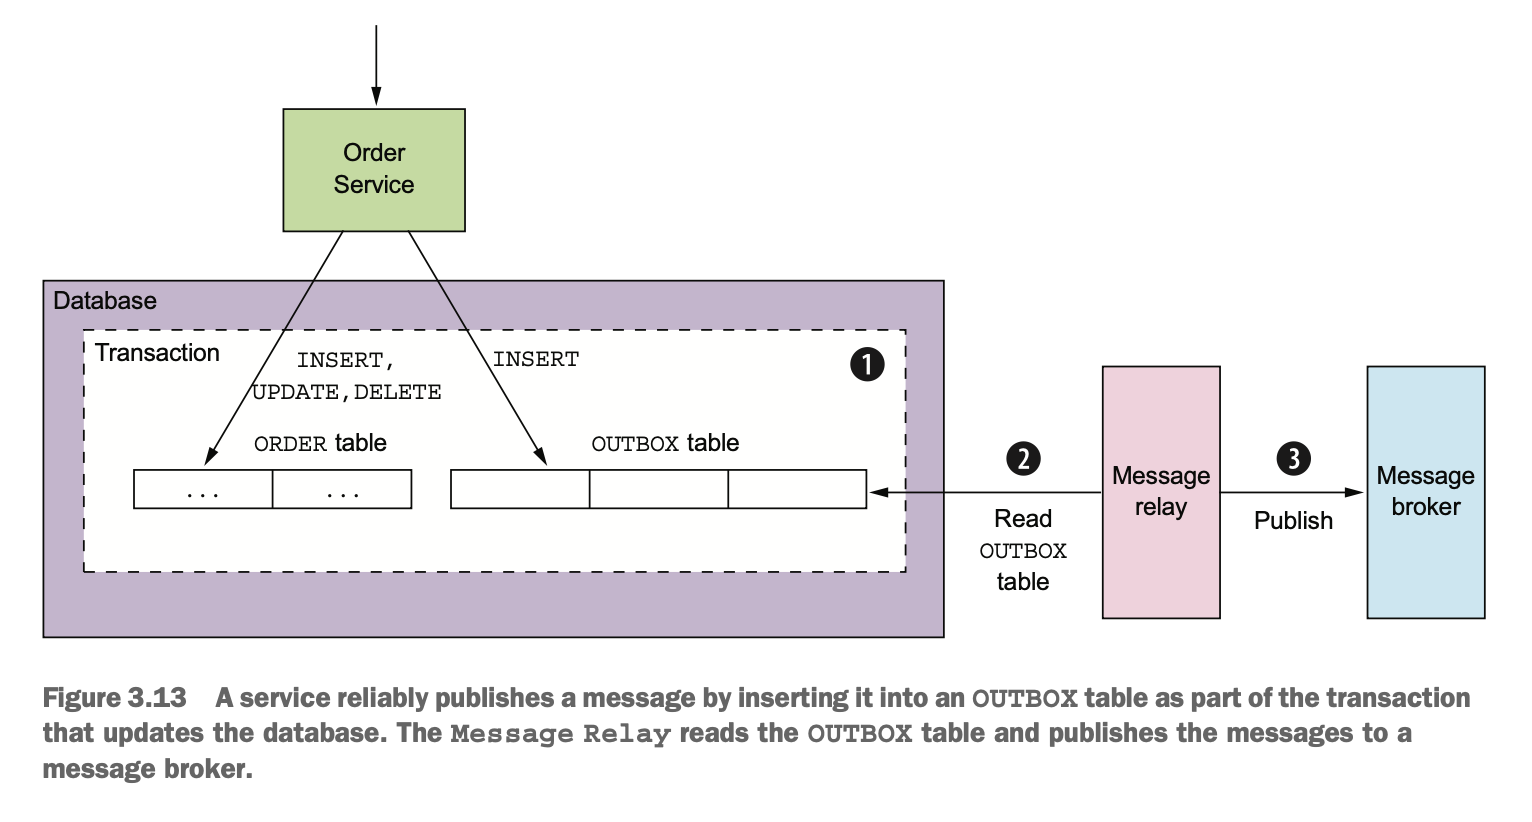 Order
Service
Database
Transaction
INSERT,
UPDATE,DELETE
INSERT
1
ORDER table
OUTBOX table
... ...
2
Read
OUTBOX
table
Message
relay
3
Publish
Message
broker
Figure 3.13 A service reliably publishes a message by inserting it into an OUTBOX table as part of the transaction
that updates the database. The Message Relay reads the OUTBOX table and publishes the messages to a
message broker.